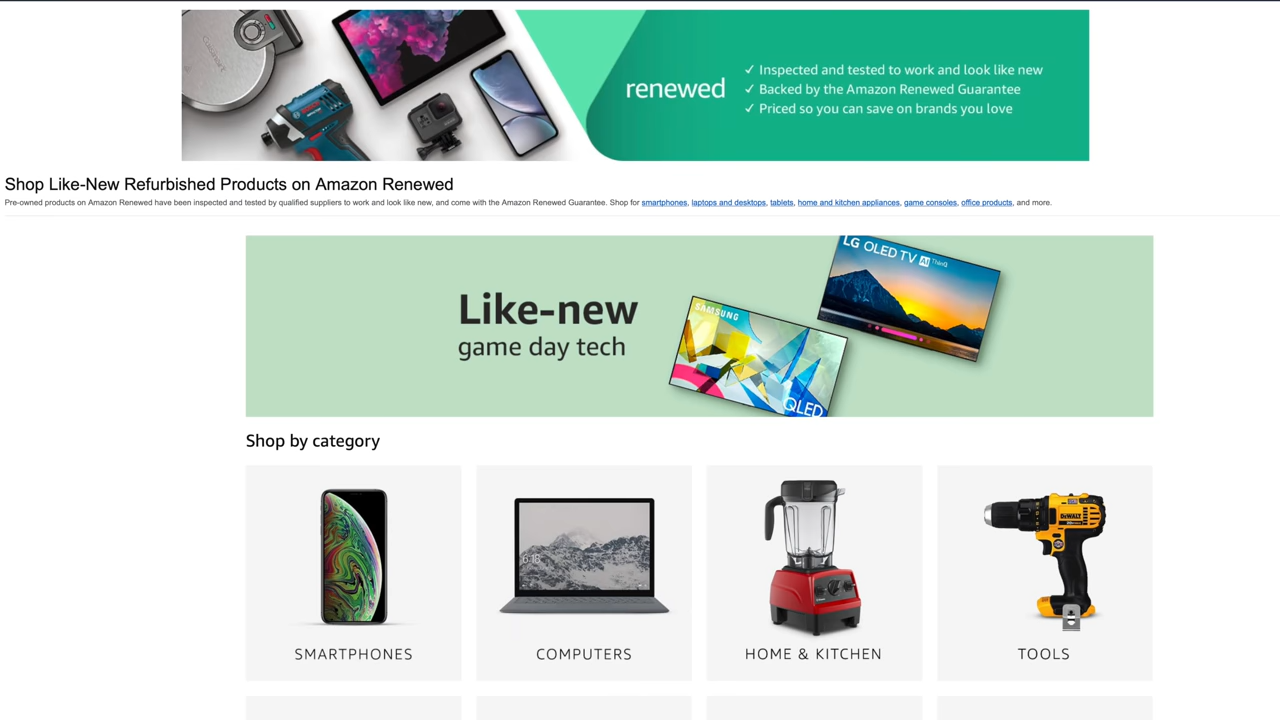 renewed
✓ Inspected and tested to work and look like new
✓ Backed by the Amazon Renewed Guarantee
✓ Priced so you can save on brands you love
Shop Like-New Refurbished Products on Amazon Renewed
Pre-owned products on Amazon Renewed have been inspected and tested by qualified suppliers to work and look like new, and come with the Amazon Renewed Guarantee. Shop for smartphones, laptops and desktops, tablets, home and kitchen appliances, game consoles, office products, and more.
Like-new
game day tech
LG OLED TV AI ThinQ
SAMSUNG
QLED
Shop by category
6:15
DEWALT
SMARTPHONES
COMPUTERS
HOME & KITCHEN
TOOLS